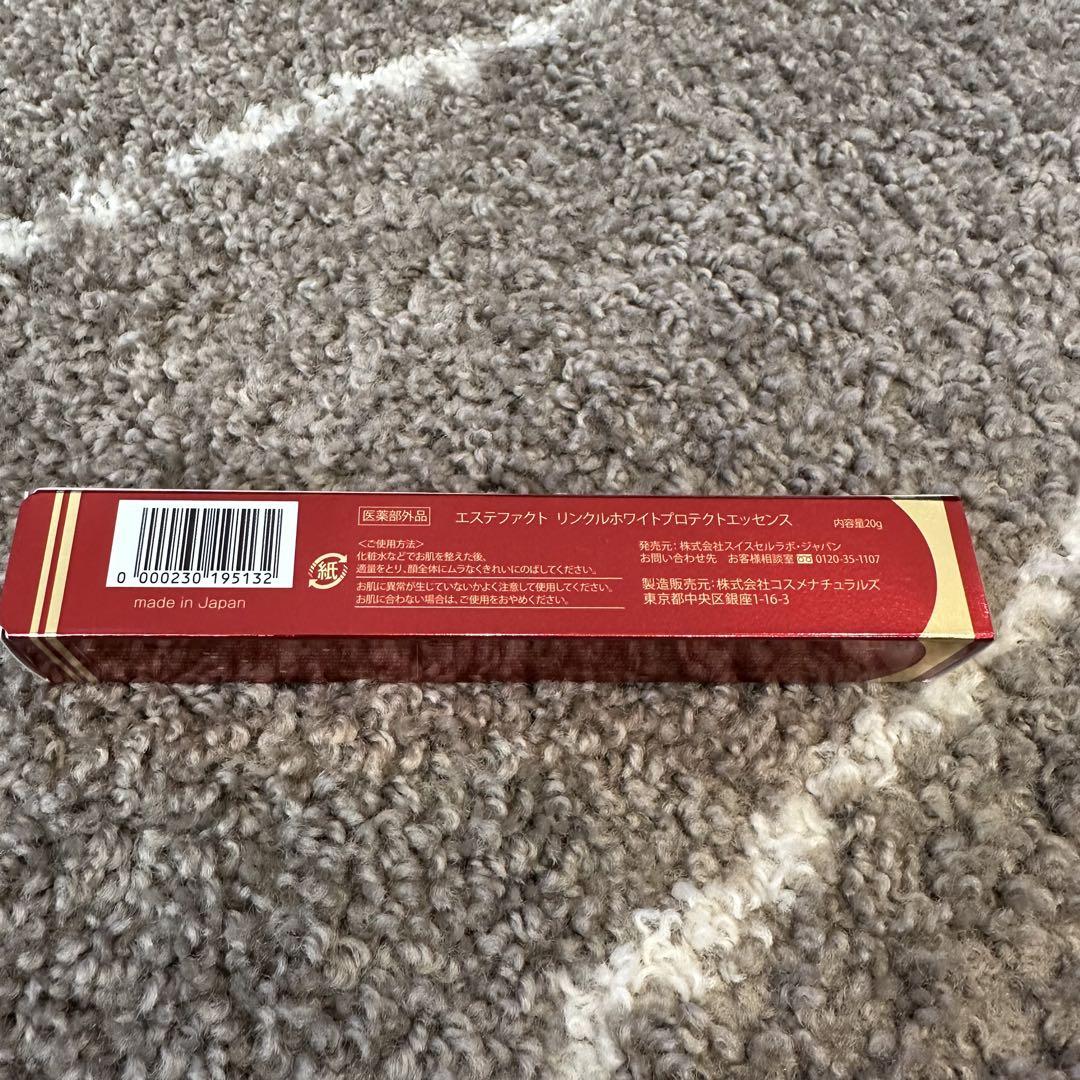 0 000230 195132
made in Japan
紙
医薬部外品
エステファクト リンクルホワイトプロテクトエッセンス
内容量20g
<ご使用方法>
化粧水などでお肌を整えた後、
適量をとり、顔全体にムラなくきれいにのばしてください。
お肌に異常が生じていないかよく注意して使用してください。
お肌に合わない場合は、ご使用をおやめください。
発売元：株式会社スイスセルラボ・ジャパン
お問い合わせ先 お客様相談室 0120-35-1107
製造販売元：株式会社コスメナチュラルズ
東京都中央区銀座1-16-3